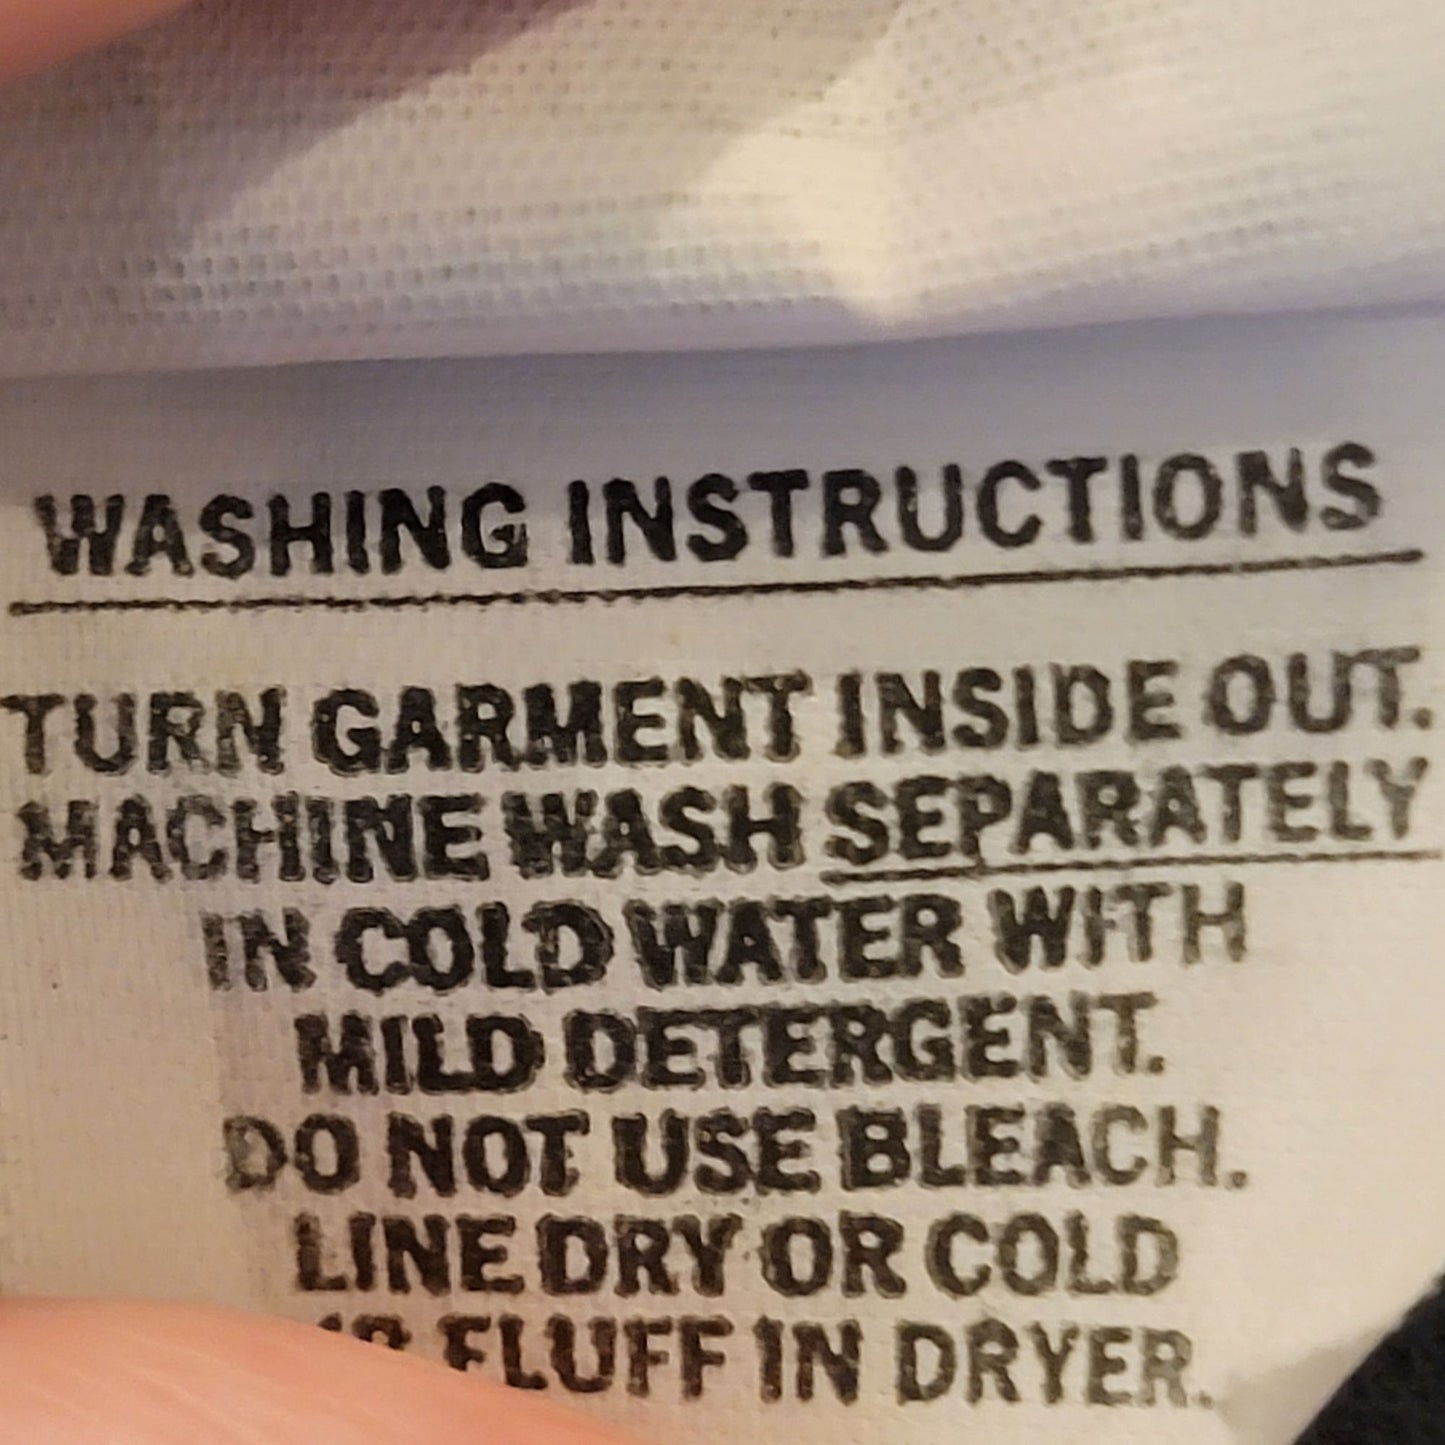 WASHING INSTRUCTIONS
TURN GARMENT INSIDE OUT.
MACHINE WASH SEPARATELY
IN COLD WATER WITH
MILD DETERGENT.
DO NOT USE BLEACH.
LINE DRY OR COLD
FLUFF IN DRYER.